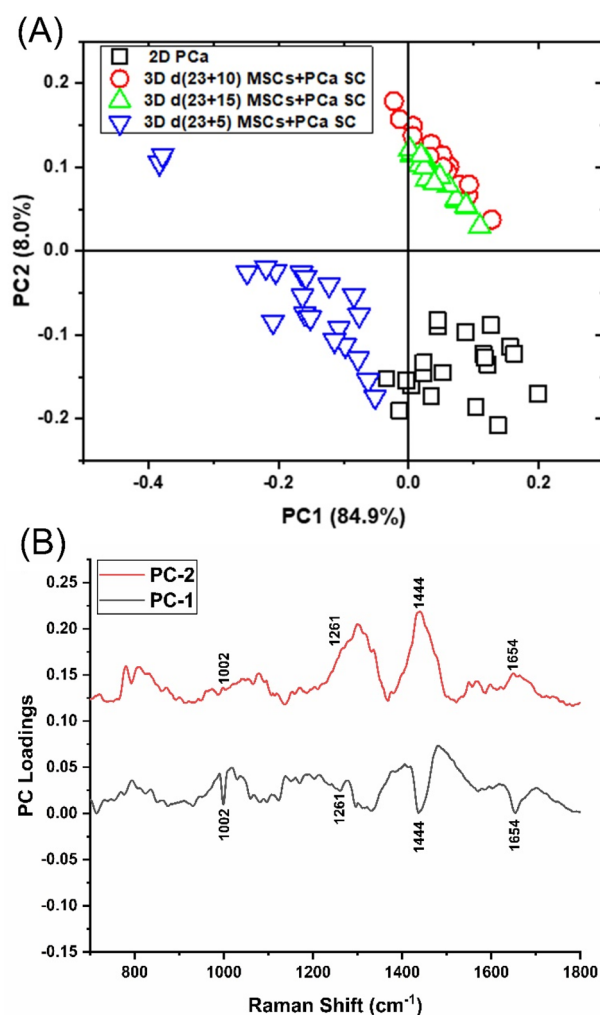 (A)
2D PCa
3D d(23+10) MSCs+PCa SC
3D d(23+15) MSCs+PCa SC
3D d(23+5) MSCs+PCa SC
0.2
0.1
0.0
-0.1
-0.2
PC2 (8.0%)
-0.4
-0.2
0.0
0.2
PC1 (84.9%)
(B)
PC-2
PC-1
0.25
0.20
0.15
0.10
0.05
0.00
-0.05
-0.10
-0.15
PC Loadings
1002
1261
1444
1654
1002
1261
1444
1654
800
1000
1200
1400
1600
1800
Raman Shift (cm⁻¹)